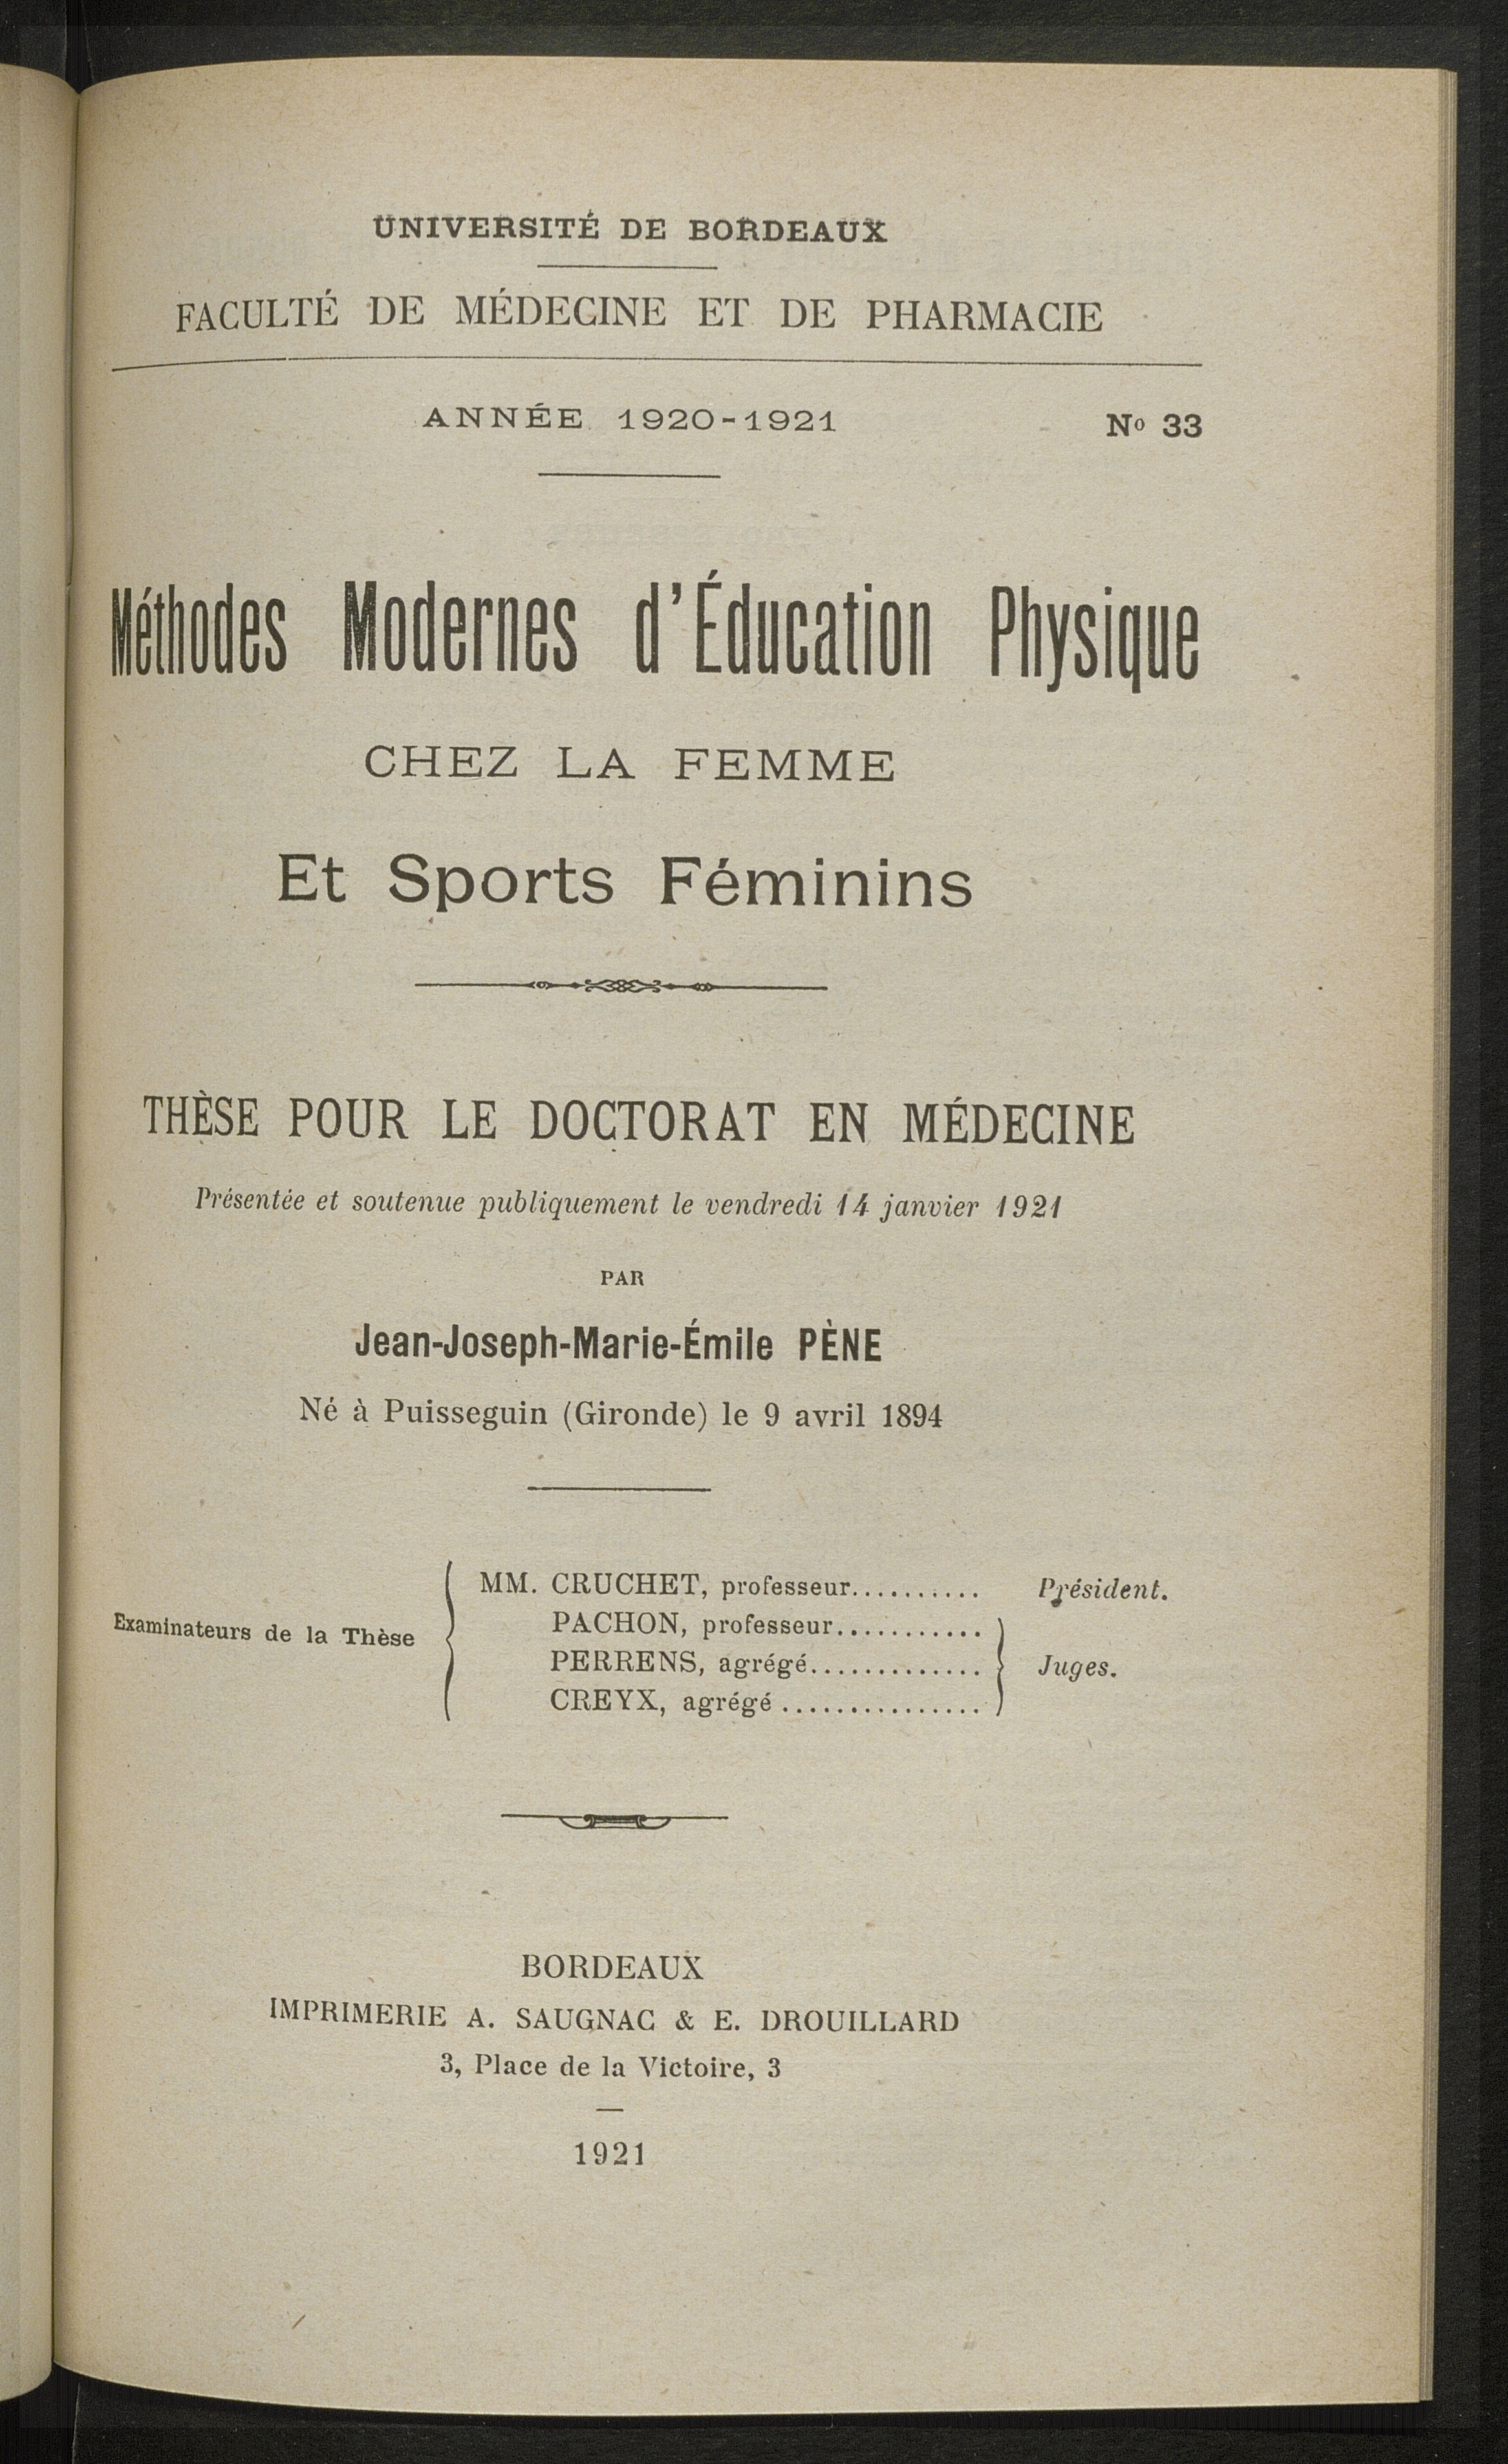 UNIVERSITÉ DE BORDEAUX
FACULTÉ DE MÉDECINE ET DE PHARMACIE
ANNÉE 1920-1921 Nº 33
Méthodes Modernes d'Éducation Physique
CHEZ LA FEMME
Et Sports Féminins
THÈSE POUR LE DOCTORAT EN MÉDECINE
Présentée et soutenue publiquement le vendredi 14 janvier 1921
PAR
Jean-Joseph-Marie-Émile PÈNE
Né à Puisseguin (Gironde) le 9 avril 1894
MM. CRUCHET, professeur.......... Président.
PACHON, professeur...........
Examinateurs de la Thèse
PERRENS, agrégé............. Juges.
CREYX, agrégé ...............
BORDEAUX
IMPRIMERIE A. SAUGNAC & E. DROUILLARD
3, Place de la Victoire, 3
1921